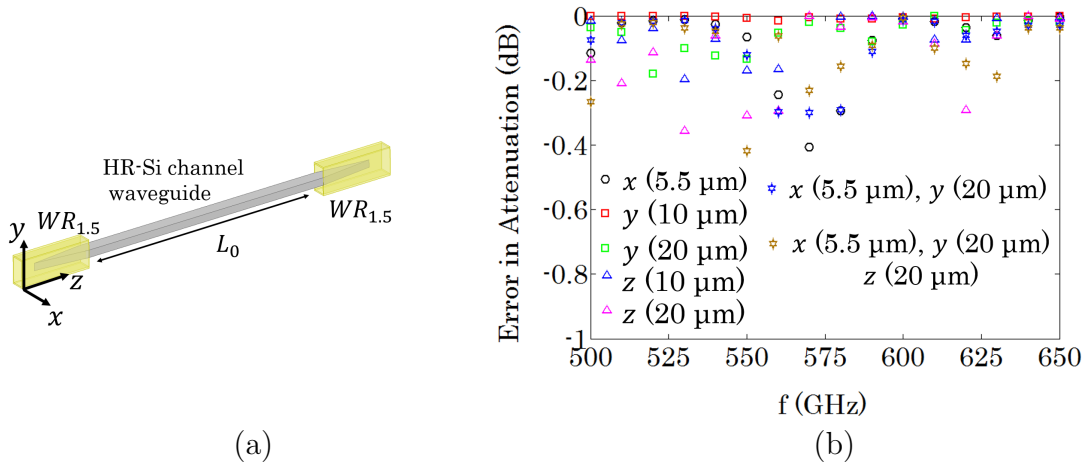 HR-Si channel
waveguide
WR₁.₅
WR₁.₅
L₀
y
z
x
(a)
Error in Attenuation (dB)
0
-0.2
-0.4
-0.6
-0.8
-1
500
525
550
575
600
625
650
f (GHz)
x (5.5 μm)
y (10 μm)
y (20 μm)
z (10 μm)
z (20 μm)
x (5.5 μm), y (20 μm)
x (5.5 μm), y (20 μm)
z (20 μm)
(b)